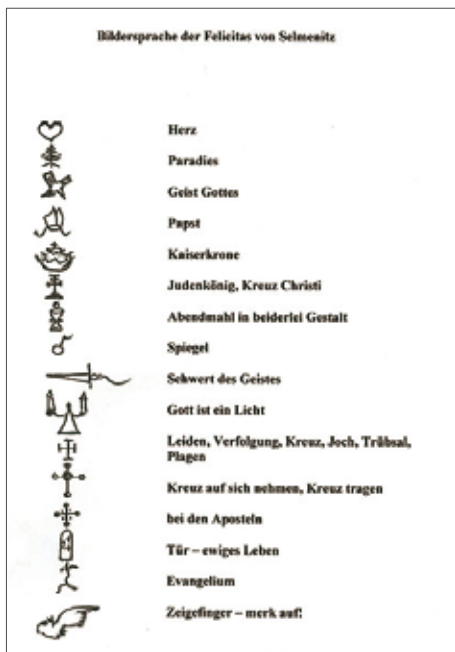 Bildersprache der Felicitas von Selmenitz
Herz
Paradies
Geist Gottes
Papst
Kaiserkrone
Judenkönig, Kreuz Christi
Abendmahl in beiderlei Gestalt
Spiegel
Schwert des Geistes
Gott ist ein Licht
Leiden, Verfolgung, Kreuz, Joch, Trübsal,
Plagen
Kreuz auf sich nehmen, Kreuz tragen
bei den Aposteln
Tür – ewiges Leben
Evangelium
Zeigefinger – merk auf!